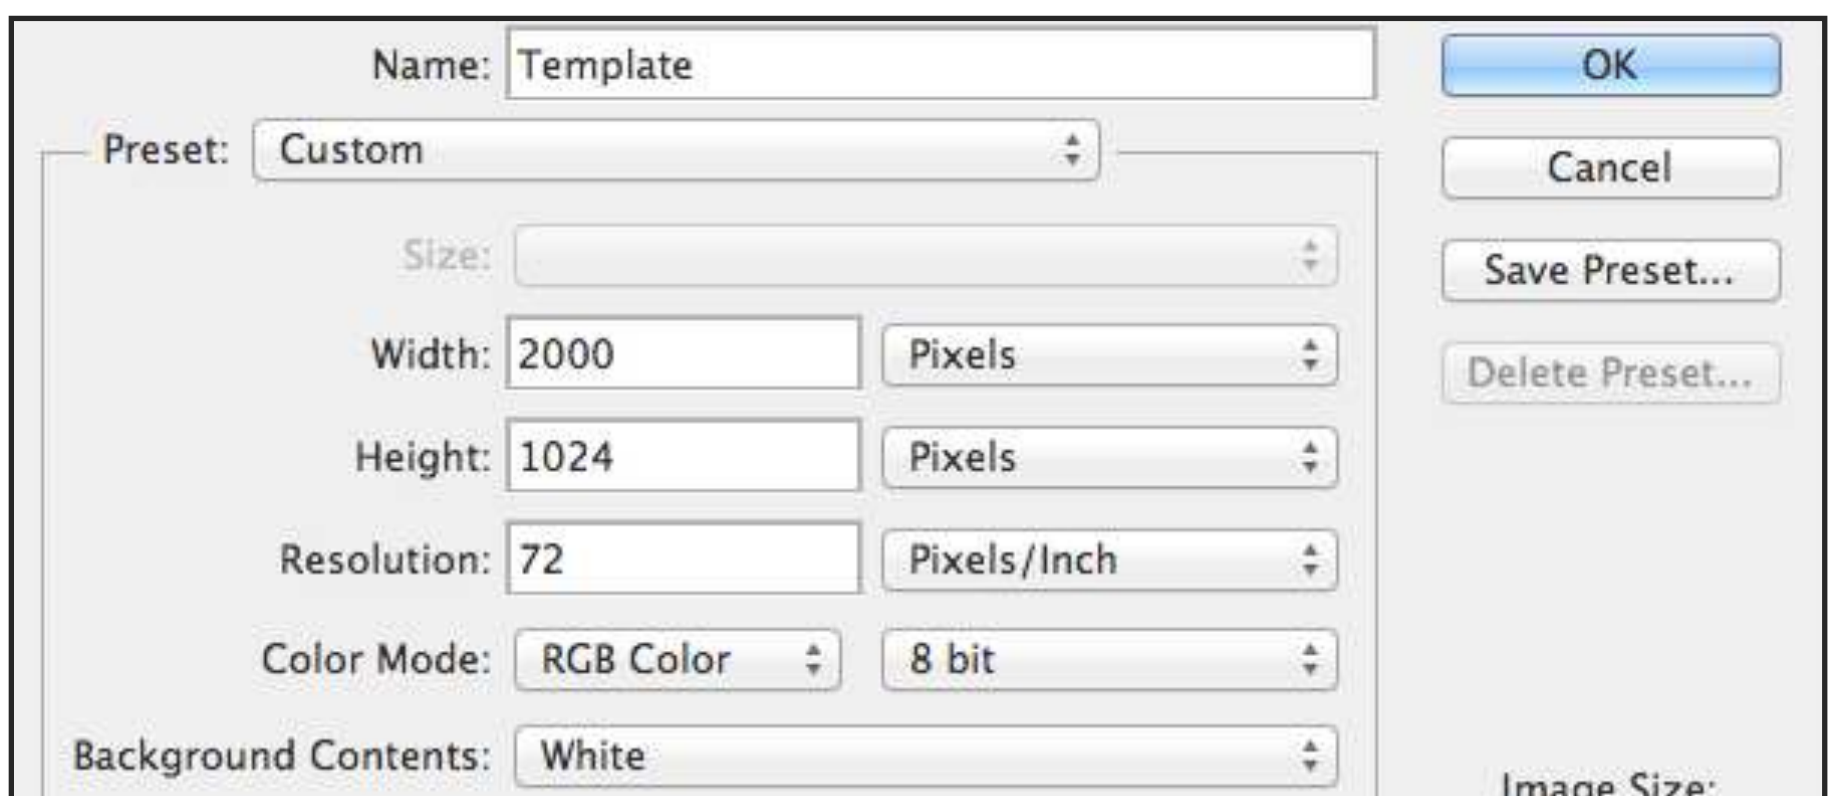 Name: Template
OK
Preset: Custom
Cancel
Size:
Save Preset...
Width: 2000 Pixels
Delete Preset...
Height: 1024 Pixels
Resolution: 72 Pixels/Inch
Color Mode: RGB Color 8 bit
Background Contents: White
Image Size: